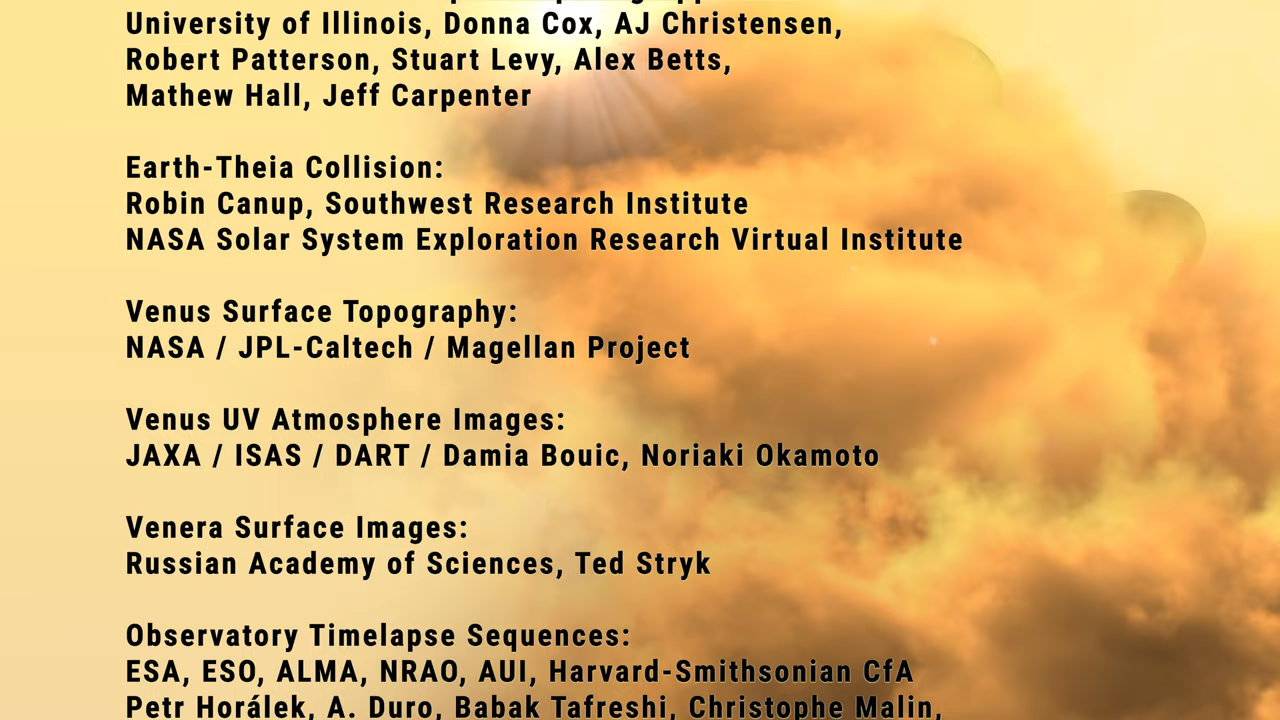 University of Illinois, Donna Cox, AJ Christensen,
Robert Patterson, Stuart Levy, Alex Betts,
Mathew Hall, Jeff Carpenter
Earth-Theia Collision:
Robin Canup, Southwest Research Institute
NASA Solar System Exploration Research Virtual Institute
Venus Surface Topography:
NASA / JPL-Caltech / Magellan Project
Venus UV Atmosphere Images:
JAXA / ISAS / DART / Damia Bouic, Noriaki Okamoto
Venera Surface Images:
Russian Academy of Sciences, Ted Stryk
Observatory Timelapse Sequences:
ESA, ESO, ALMA, NRAO, AUI, Harvard-Smithsonian CfA
Petr Horálek, A. Duro, Babak Tafreshi, Christophe Malin,